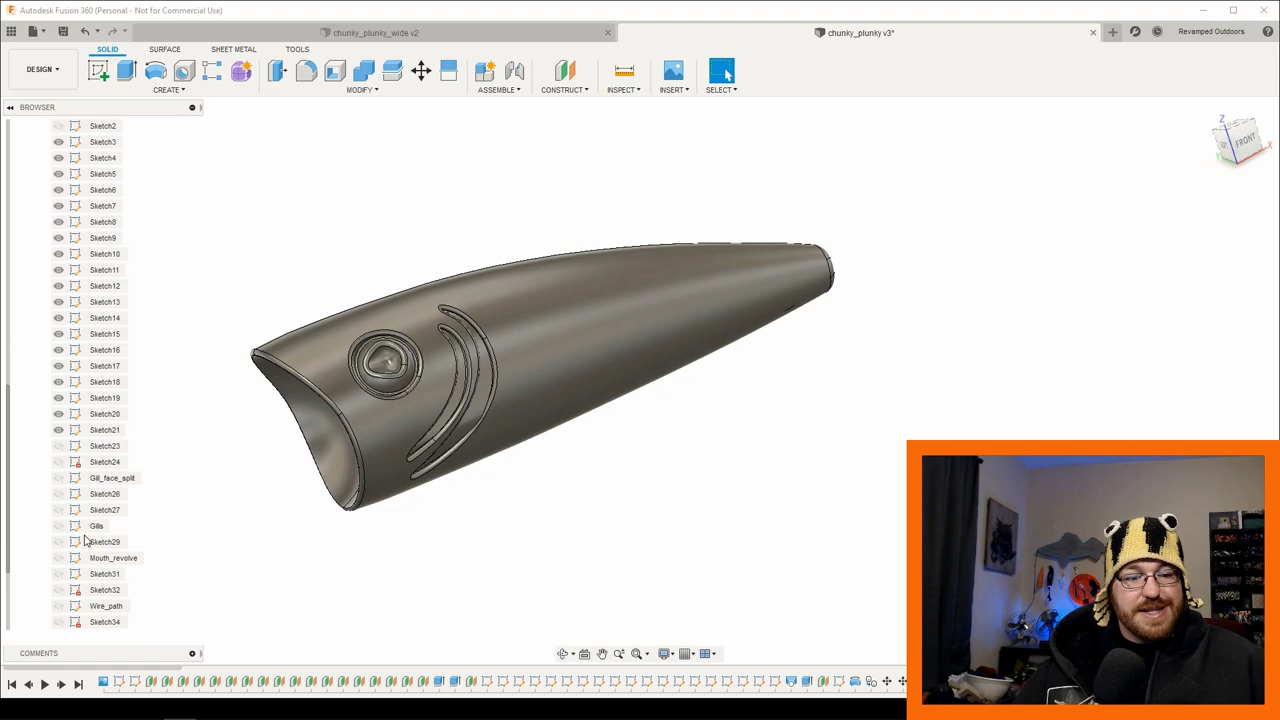 Autodesk Fusion 360 (Personal - Not for Commercial Use)
chunky_plunky_wide v2
chunky_plunky v3*
Revamped Outdoors
DESIGN
SOLID
SURFACE
SHEET METAL
TOOLS
CREATE
MODIFY
ASSEMBLE
CONSTRUCT
INSPECT
INSERT
SELECT
BROWSER
Sketch2
Sketch3
Sketch4
Sketch5
Sketch6
Sketch7
Sketch8
Sketch9
Sketch10
Sketch11
Sketch12
Sketch13
Sketch14
Sketch15
Sketch16
Sketch17
Sketch18
Sketch19
Sketch20
Sketch21
Sketch23
Sketch24
Gill_face_split
Sketch26
Sketch27
Gills
Sketch29
Mouth_revolve
Sketch31
Sketch32
Wire_path
Sketch34
Z
FRONT
X
Y
COMMENTS